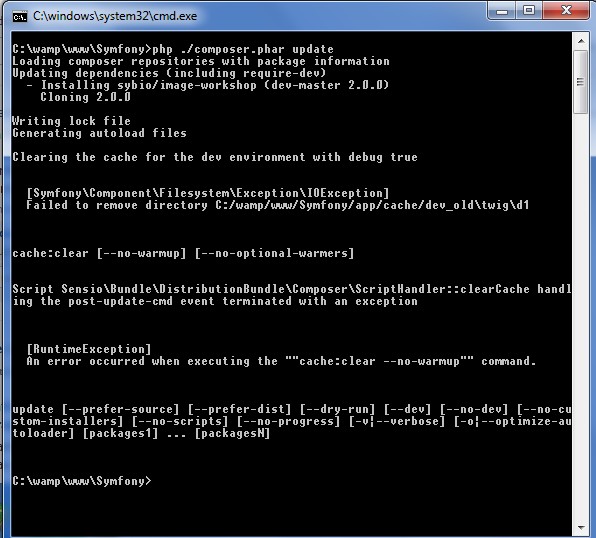 C:\windows\system32\cmd.exe
C:\wamp\www\Symfony>php ./composer.phar update
Loading composer repositories with package information
Updating dependencies (including require-dev)
  - Installing sybio/image-workshop (dev-master 2.0.0)
    Cloning 2.0.0
Writing lock file
Generating autoload files
Clearing the cache for the dev environment with debug true
[Symfony\Component\Filesystem\Exception\IOException]
Failed to remove directory C:/wamp/www/Symfony/app/cache/dev_old\twig\d1
cache:clear [--no-warmup] [--no-optional-warmers]
Script Sensio\Bundle\DistributionBundle\Composer\ScriptHandler::clearCache handl
ing the post-update-cmd event terminated with an exception
[RuntimeException]
An error occurred when executing the ""cache:clear --no-warmup"" command.
update [--prefer-source] [--prefer-dist] [--dry-run] [--dev] [--no-dev] [--no-cu
stom-installers] [--no-scripts] [--no-progress] [-v¦--verbose] [-o¦--optimize-au
toloader] [packages1] ... [packagesN]
C:\wamp\www\Symfony>